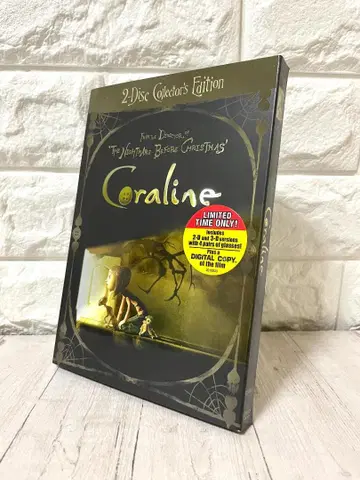 2-Disc Collector's Edition
From the Director of
'The Nightmare Before Christmas'
Coraline
LIMITED
TIME ONLY!
Includes
2-D and 3-D versions
with 4 pairs of glasses!
Plus a
DIGITAL COPY
of the film
Coraline